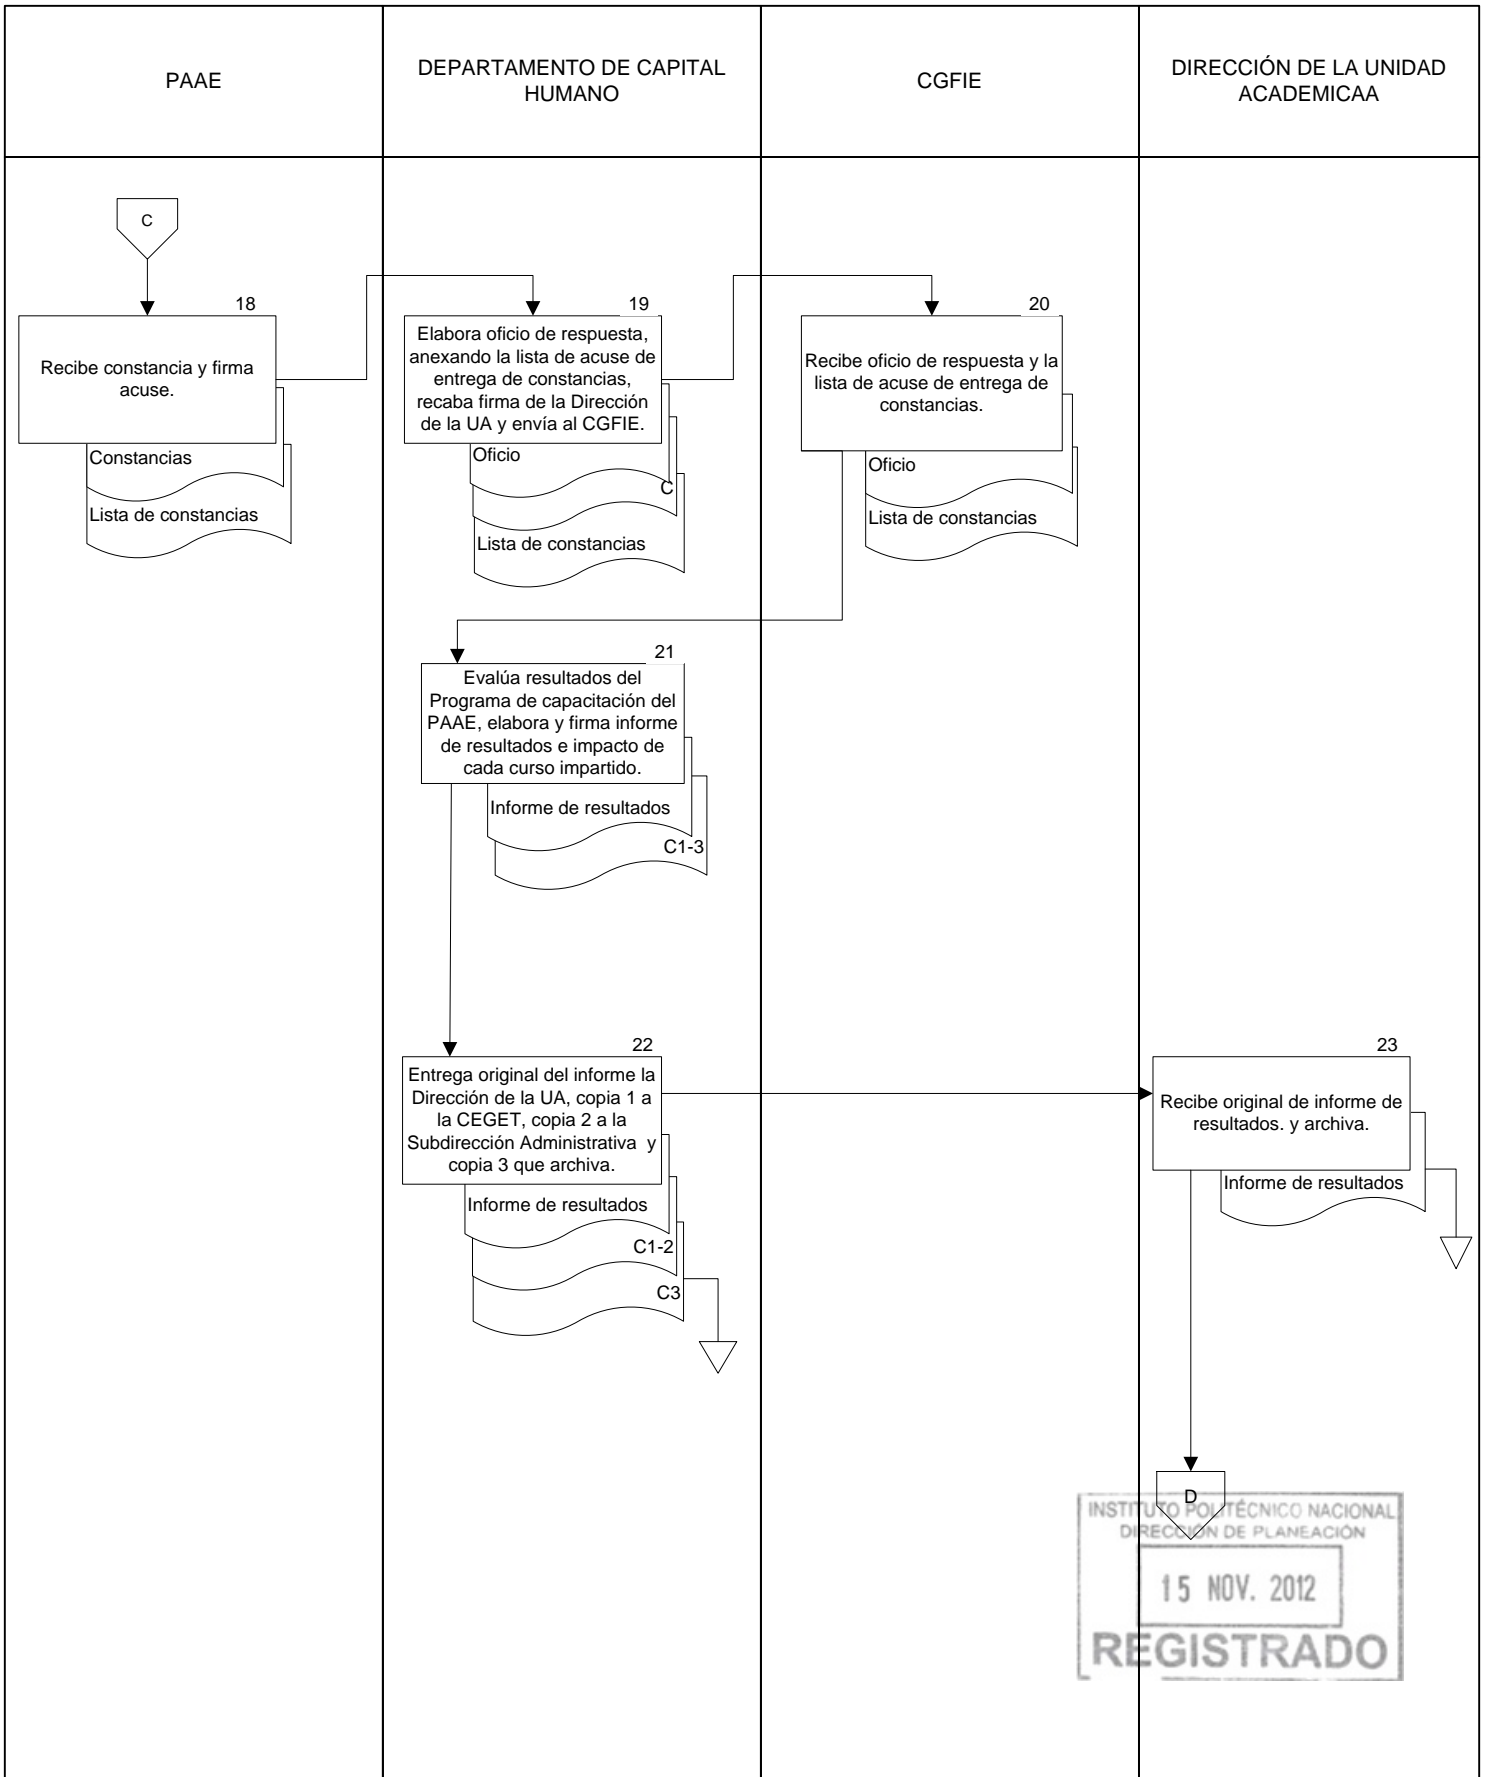 PAAE
DEPARTAMENTO DE CAPITAL
HUMANO
CGFIE
DIRECCIÓN DE LA UNIDAD
ACADEMICAA
C
18
Recibe constancia y firma
acuse.
Constancias
Lista de constancias
19
Elabora oficio de respuesta,
anexando la lista de acuse de
entrega de constancias,
recaba firma de la Dirección
de la UA y envía al CGFIE.
Oficio
C
Lista de constancias
20
Recibe oficio de respuesta y la
lista de acuse de entrega de
constancias.
Oficio
Lista de constancias
21
Evalúa resultados del
Programa de capacitación del
PAAE, elabora y firma informe
de resultados e impacto de
cada curso impartido.
Informe de resultados
C1-3
22
Entrega original del informe la
Dirección de la UA, copia 1 a
la CEGET, copia 2 a la
Subdirección Administrativa y
copia 3 que archiva.
Informe de resultados
C1-2
C3
23
Recibe original de informe de
resultados. y archiva.
Informe de resultados
D
INSTITUTO POLITÉCNICO NACIONAL
DIRECCIÓN DE PLANEACIÓN
15 NOV. 2012
REGISTRADO